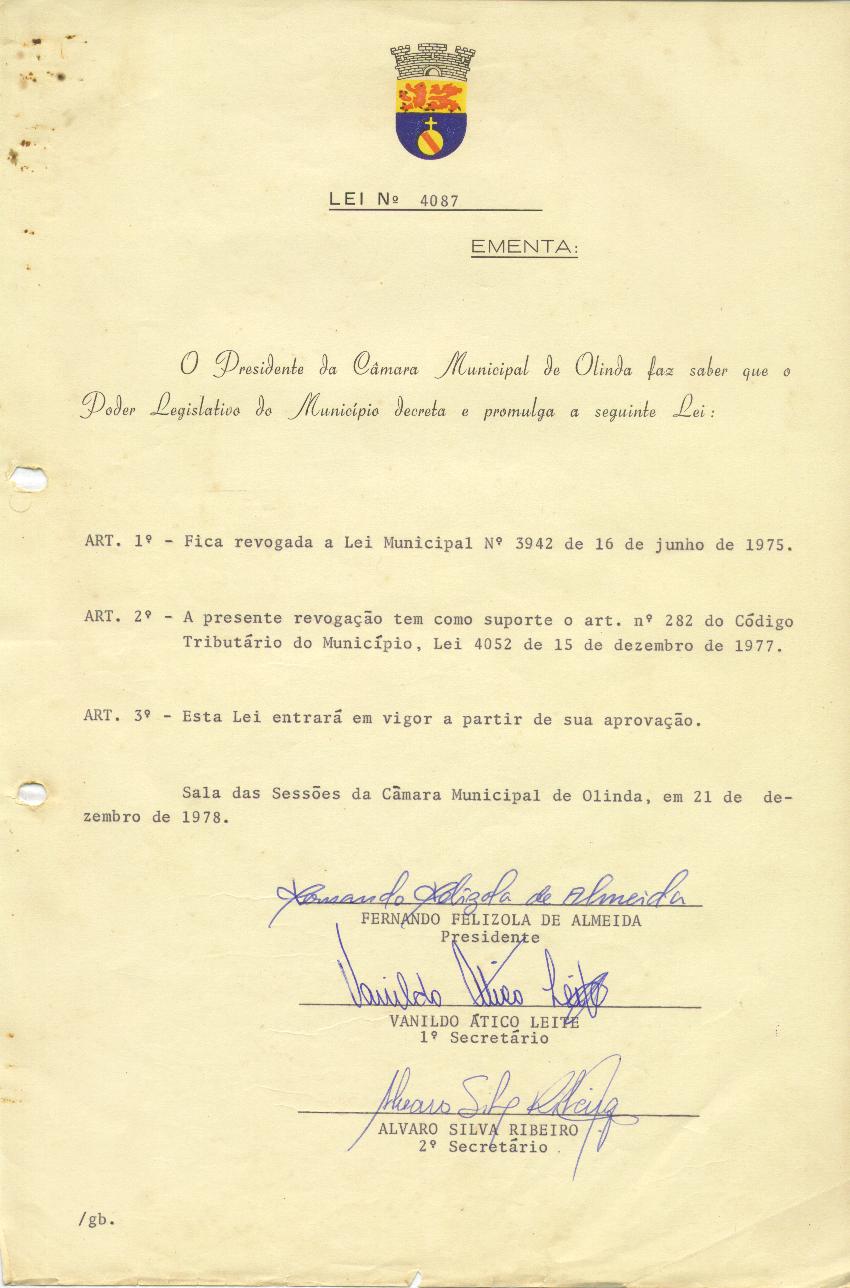 LEI Nº 4087
EMENTA:
O Presidente da Câmara Municipal de Olinda faz saber que o
Poder Legislativo do Município decreta e promulga a seguinte Lei:
ART. 1º - Fica revogada a Lei Municipal Nº 3942 de 16 de junho de 1975.
ART. 2º - A presente revogação tem como suporte o art. nº 282 do Código
Tributário do Município, Lei 4052 de 15 de dezembro de 1977.
ART. 3º - Esta Lei entrará em vigor a partir de sua aprovação.
Sala das Sessões da Câmara Municipal de Olinda, em 21 de de-
zembro de 1978.
Fernando Felizola de Almeida
FERNANDO FELIZOLA DE ALMEIDA
Presidente
Vanildo Ático Leite
VANILDO ÁTICO LEITE
1º Secretário
Alvaro Silva Ribeiro
ALVARO SILVA RIBEIRO
2º Secretário
/gb.